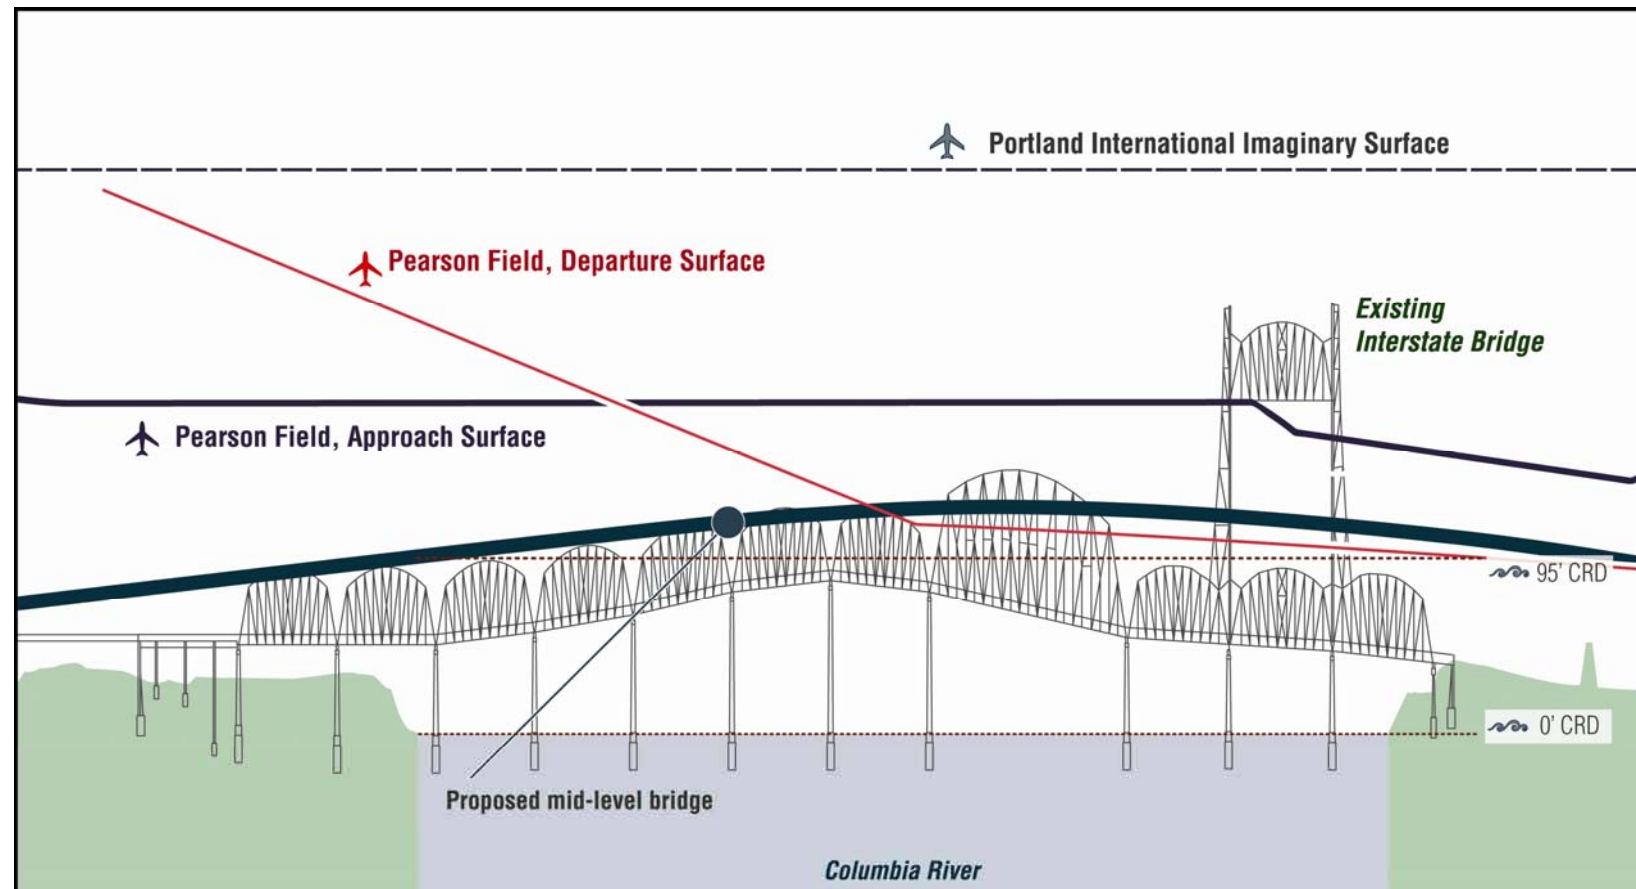 Portland International Imaginary Surface
Pearson Field, Departure Surface
Existing
Interstate Bridge
Pearson Field, Approach Surface
95’ CRD
0’ CRD
Proposed mid-level bridge
Columbia River